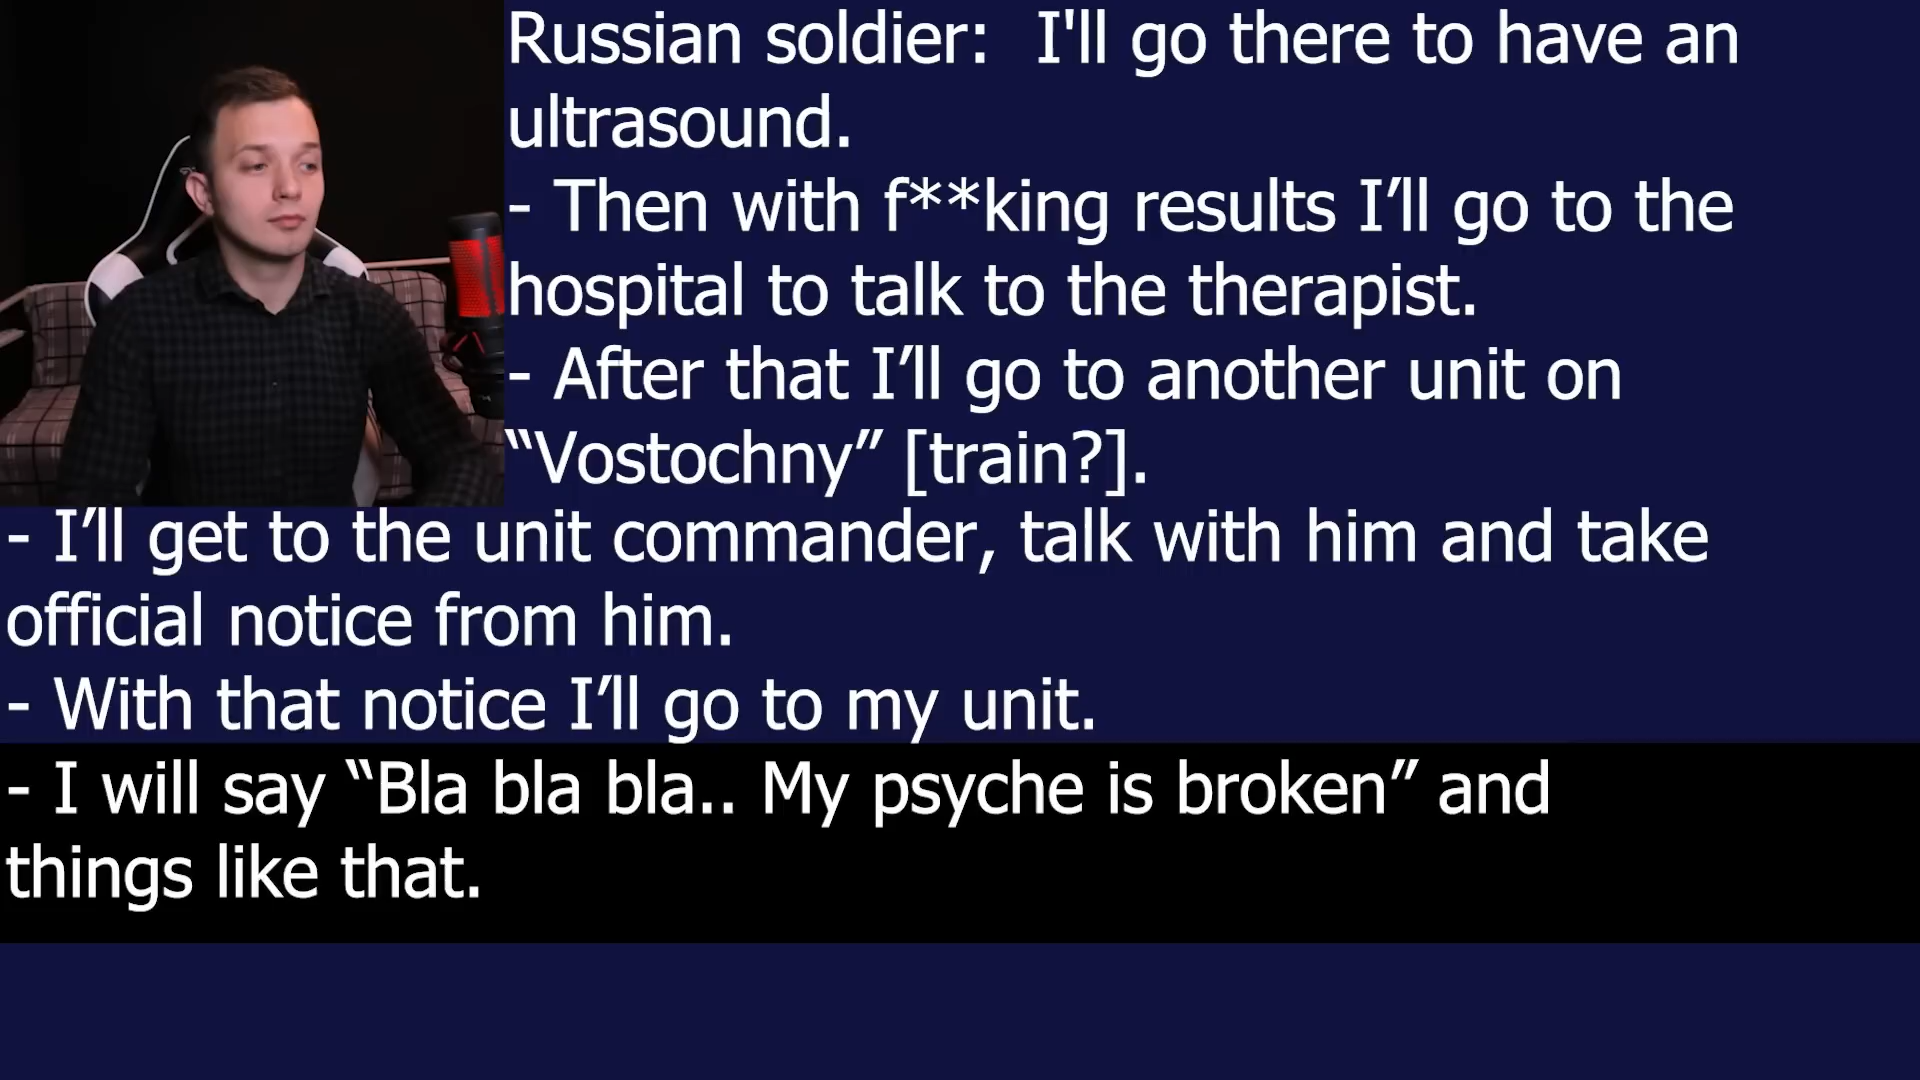 Russian soldier:  I'll go there to have an
ultrasound.
- Then with f**king results I’ll go to the
hospital to talk to the therapist.
- After that I’ll go to another unit on
“Vostochny” [train?].
- I’ll get to the unit commander, talk with him and take
official notice from him.
- With that notice I’ll go to my unit.
- I will say “Bla bla bla.. My psyche is broken” and
things like that.